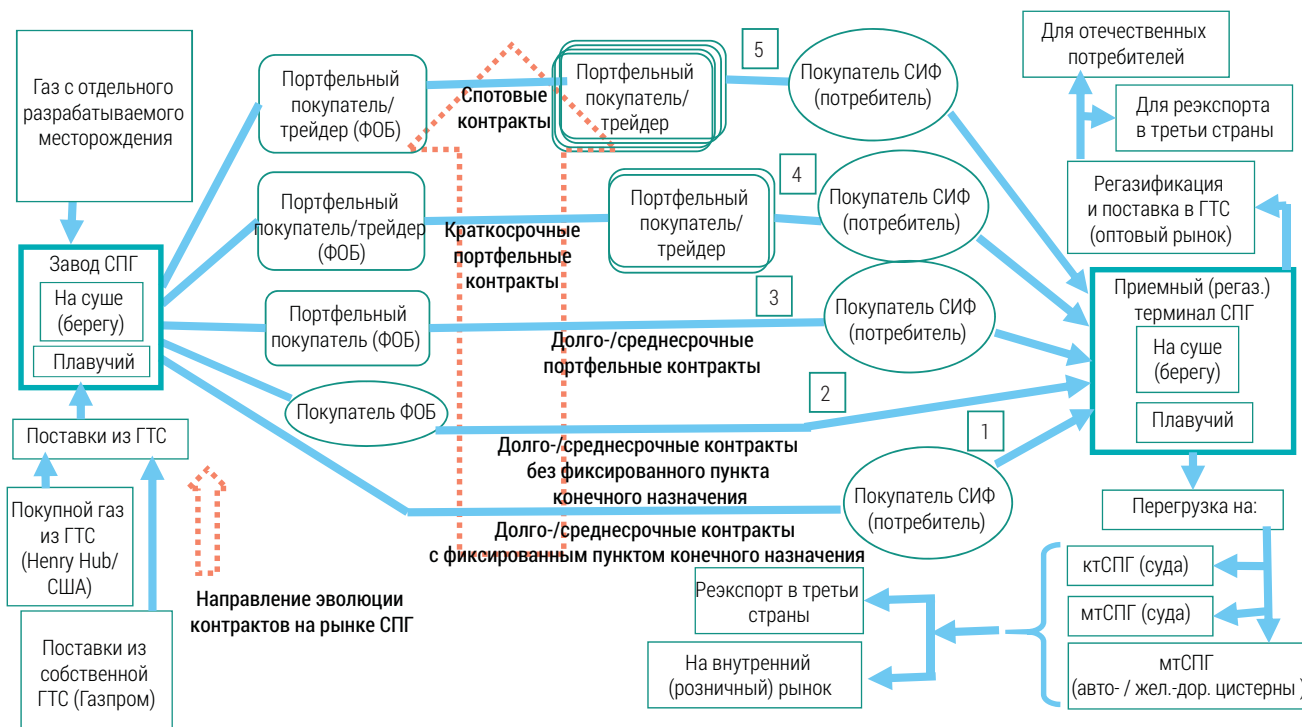 Газ с отдельного
разрабатываемого
месторождения
Завод СПГ
На суше
(берегу)
Плавучий
Поставки из ГТС
Покупной газ
из ГТС
(Henry Hub/
США)
Поставки из
собственной
ГТС (Газпром)
Направление эволюции
контрактов на рынке СПГ
Портфельный
покупатель/
трейдер (ФОБ)
Спотовые
контракты
Портфельный
покупатель/
трейдер
5
Покупатель СИФ
(потребитель)
Портфельный
покупатель/трейдер
(ФОБ)
Краткосрочные
портфельные
контракты
Портфельный
покупатель/
трейдер
4
Покупатель СИФ
(потребитель)
Портфельный
покупатель (ФОБ)
3
Долго-/среднесрочные
портфельные контракты
Покупатель СИФ
(потребитель)
Покупатель ФОБ
2
Долго-/среднесрочные контракты
без фиксированного пункта
конечного назначения
1
Покупатель СИФ
(потребитель)
Долго-/среднесрочные контракты
с фиксированным пунктом конечного назначения
Для отечественных
потребителей
Для реэкспорта
в третьи страны
Регазификация
и поставка в ГТС
(оптовый рынок)
Приемный (регаз.)
терминал СПГ
На суше
(берегу)
Плавучий
Перегрузка на:
ктСПГ (суда)
мтСПГ (суда)
мтСПГ
(авто- / жел.-дор. цистерны )
Реэкспорт в третьи
страны
На внутренний
(розничный) рынок